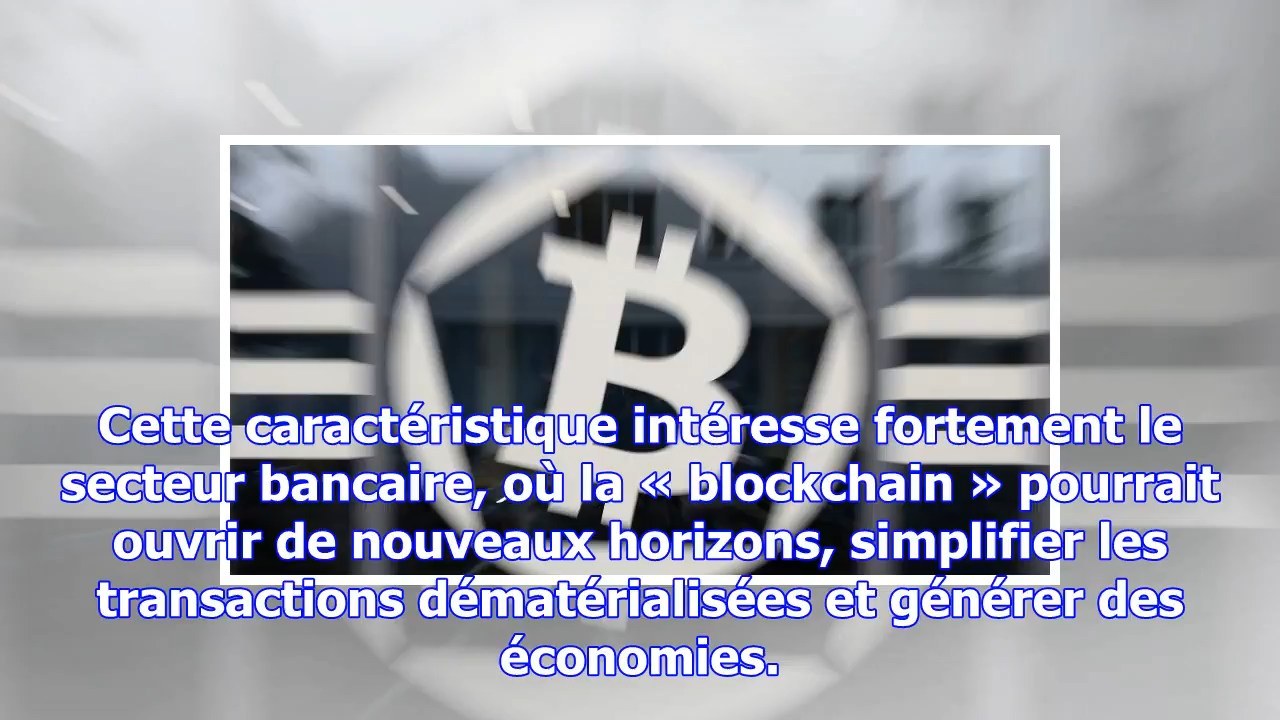 Cette caractéristique intéresse fortement le
secteur bancaire, où la « blockchain » pourrait
ouvrir de nouveaux horizons, simplifier les
transactions dématérialisées et générer des
économies.